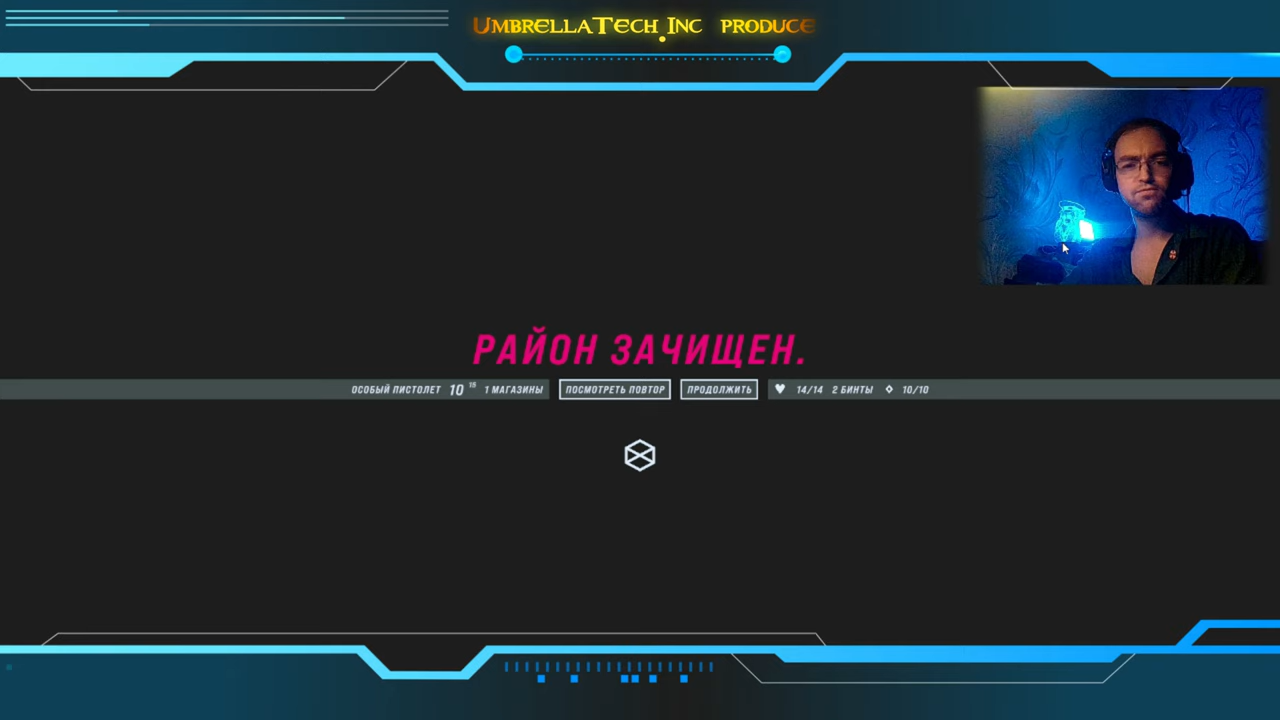 UmbrellaTech.Inc produce
РАЙОН ЗАЧИЩЕН.
ОСОБЫЙ ПИСТОЛЕТ 10 15 1 МАГАЗИНЫ ПОСМОТРЕТЬ ПОВТОР ПРОДОЛЖИТЬ 14/14 2 БИНТЫ 10/10